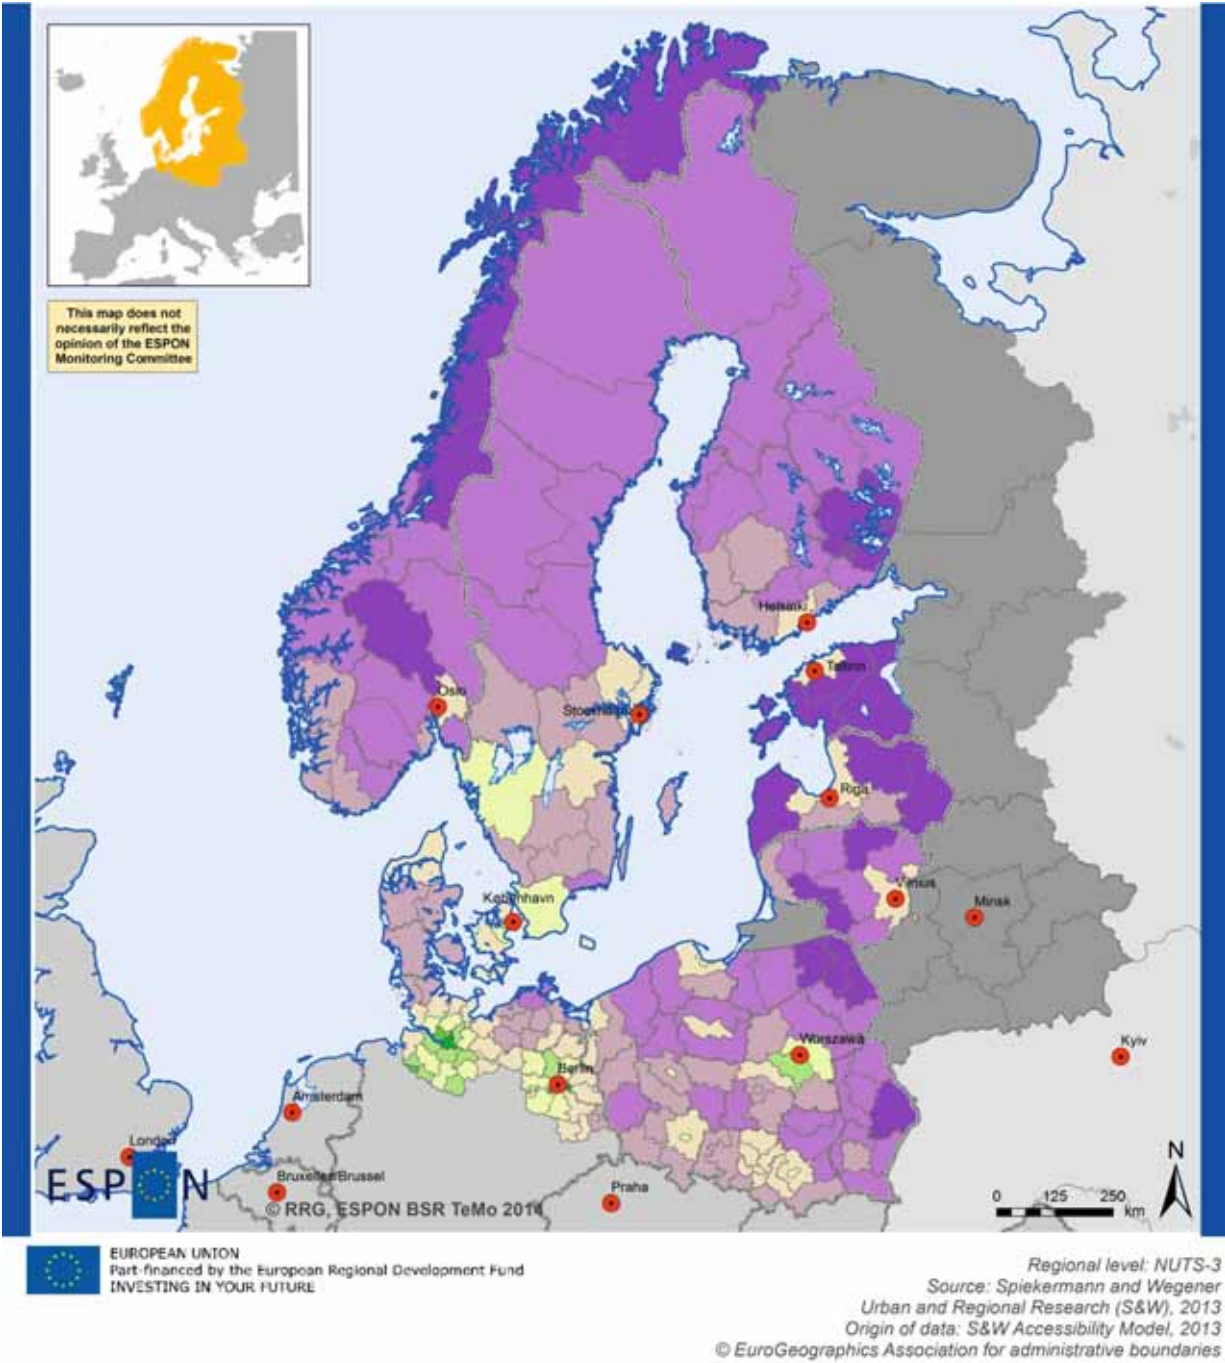 This map does not
necessarily reflect the
opinion of the ESPON
Monitoring Committee
Helsinki
Tallinn
Oslo
Stockholm
Riga
Vilnius
København
Minsk
Warszawa
Kyiv
Berlin
Amsterdam
London
Bruxelles/Brussel
Praha
ESPON
© RRG, ESPON BSR TeMo 2014
N
0 125 250
km
EUROPEAN UNION
Part-financed by the European Regional Development Fund
INVESTING IN YOUR FUTURE
Regional level: NUTS-3
Source: Spiekermann and Wegener
Urban and Regional Research (S&W), 2013
Origin of data: S&W Accessibility Model, 2013
© EuroGeographics Association for administrative boundaries